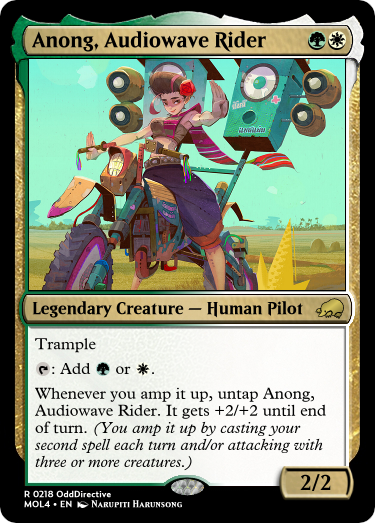 Anong, Audiowave Rider
Legendary Creature — Human Pilot
Trample
: Add or .
Whenever you amp it up, untap Anong,
Audiowave Rider. It gets +2/+2 until end
of turn. (You amp it up by casting your
second spell each turn and/or attacking with
three or more creatures.)
2/2
R 0218 OddDirective
MOL4 • EN Narupiti Harunsong